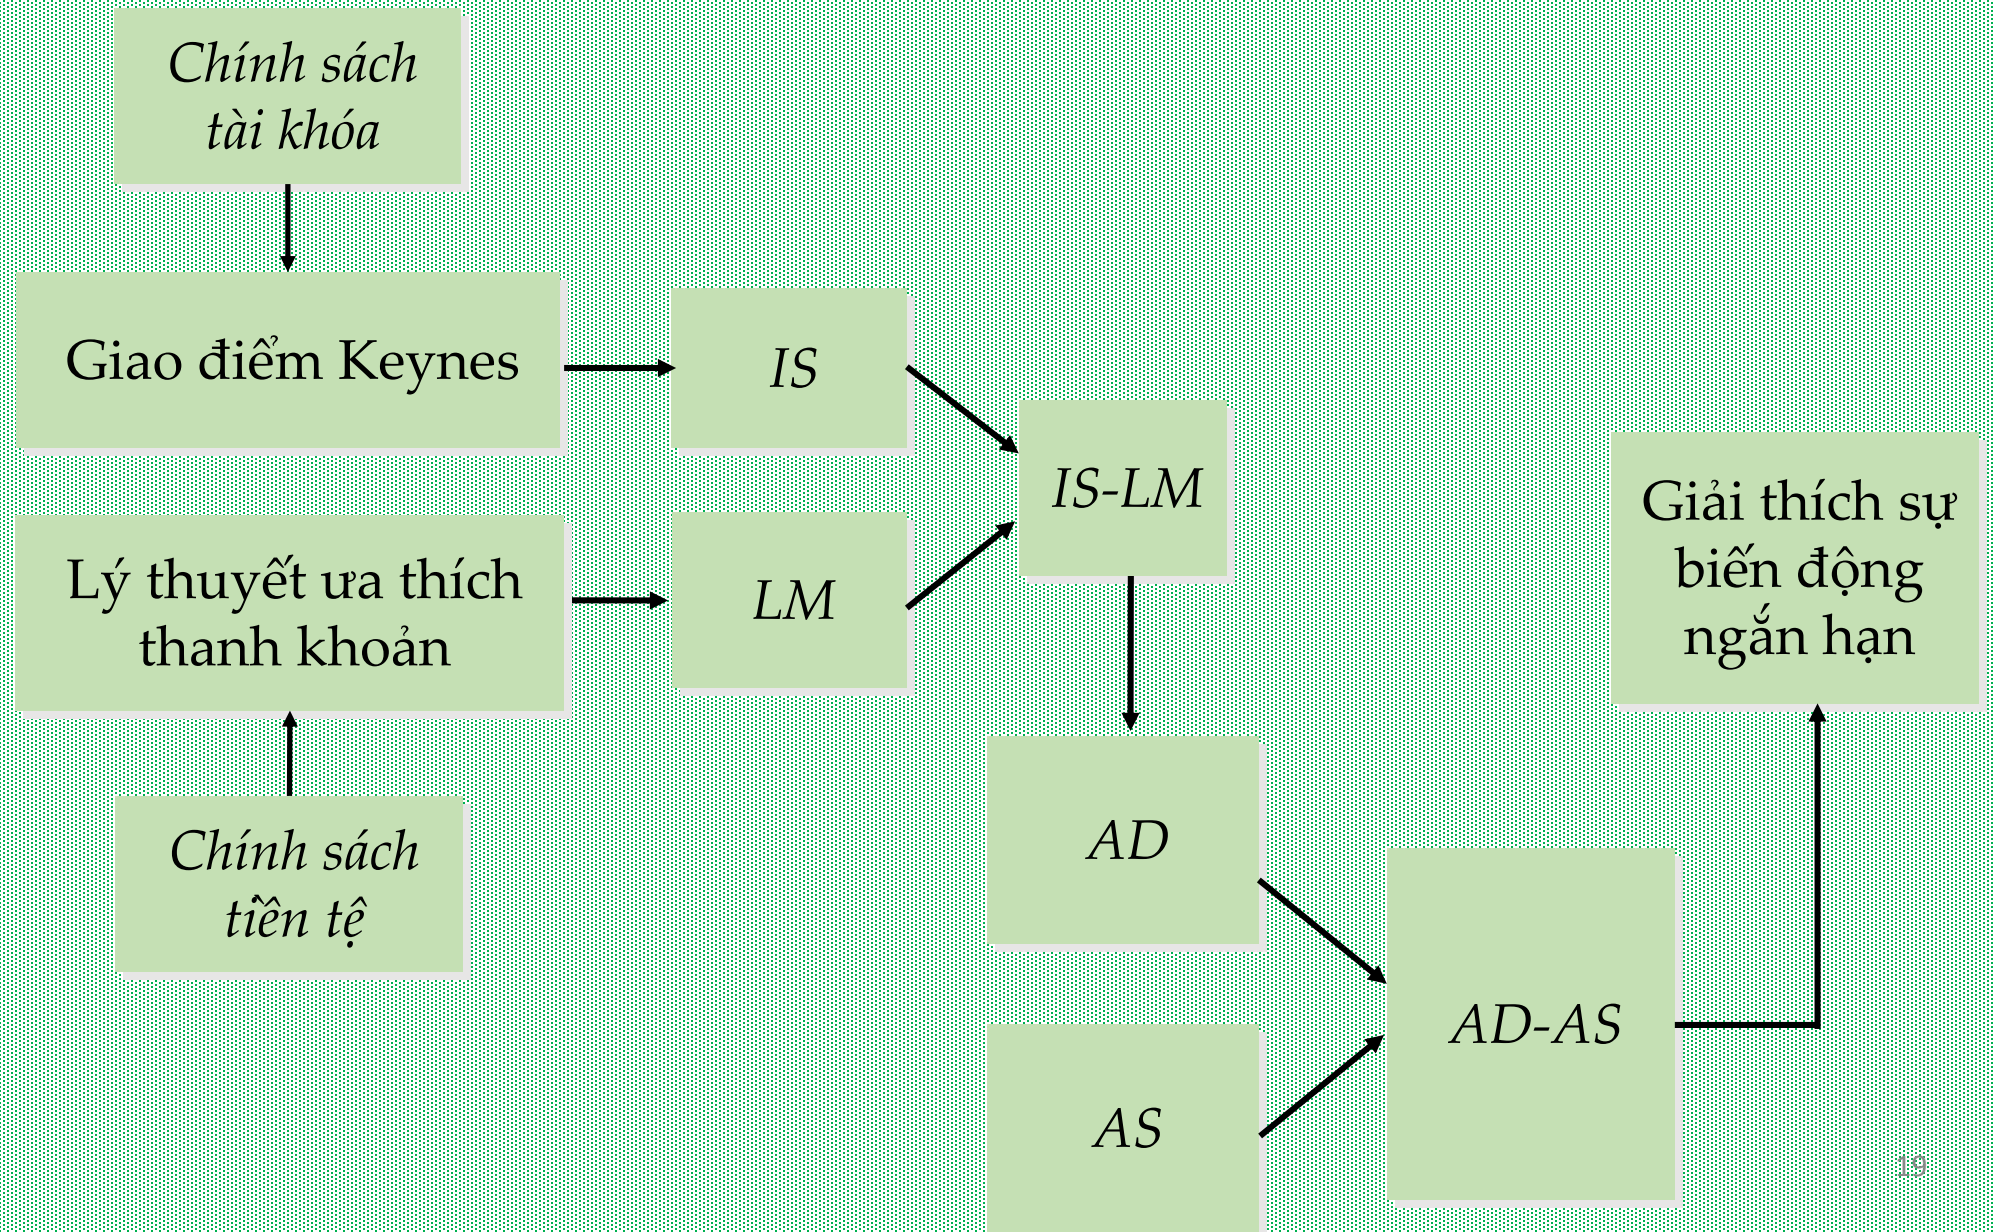 Chính sách
tài khóa
Giao điểm Keynes
IS
IS-LM
Lý thuyết ưa thích
thanh khoản
LM
Giải thích sự
biến động
ngắn hạn
Chính sách
tiền tệ
AD
AD-AS
AS
19